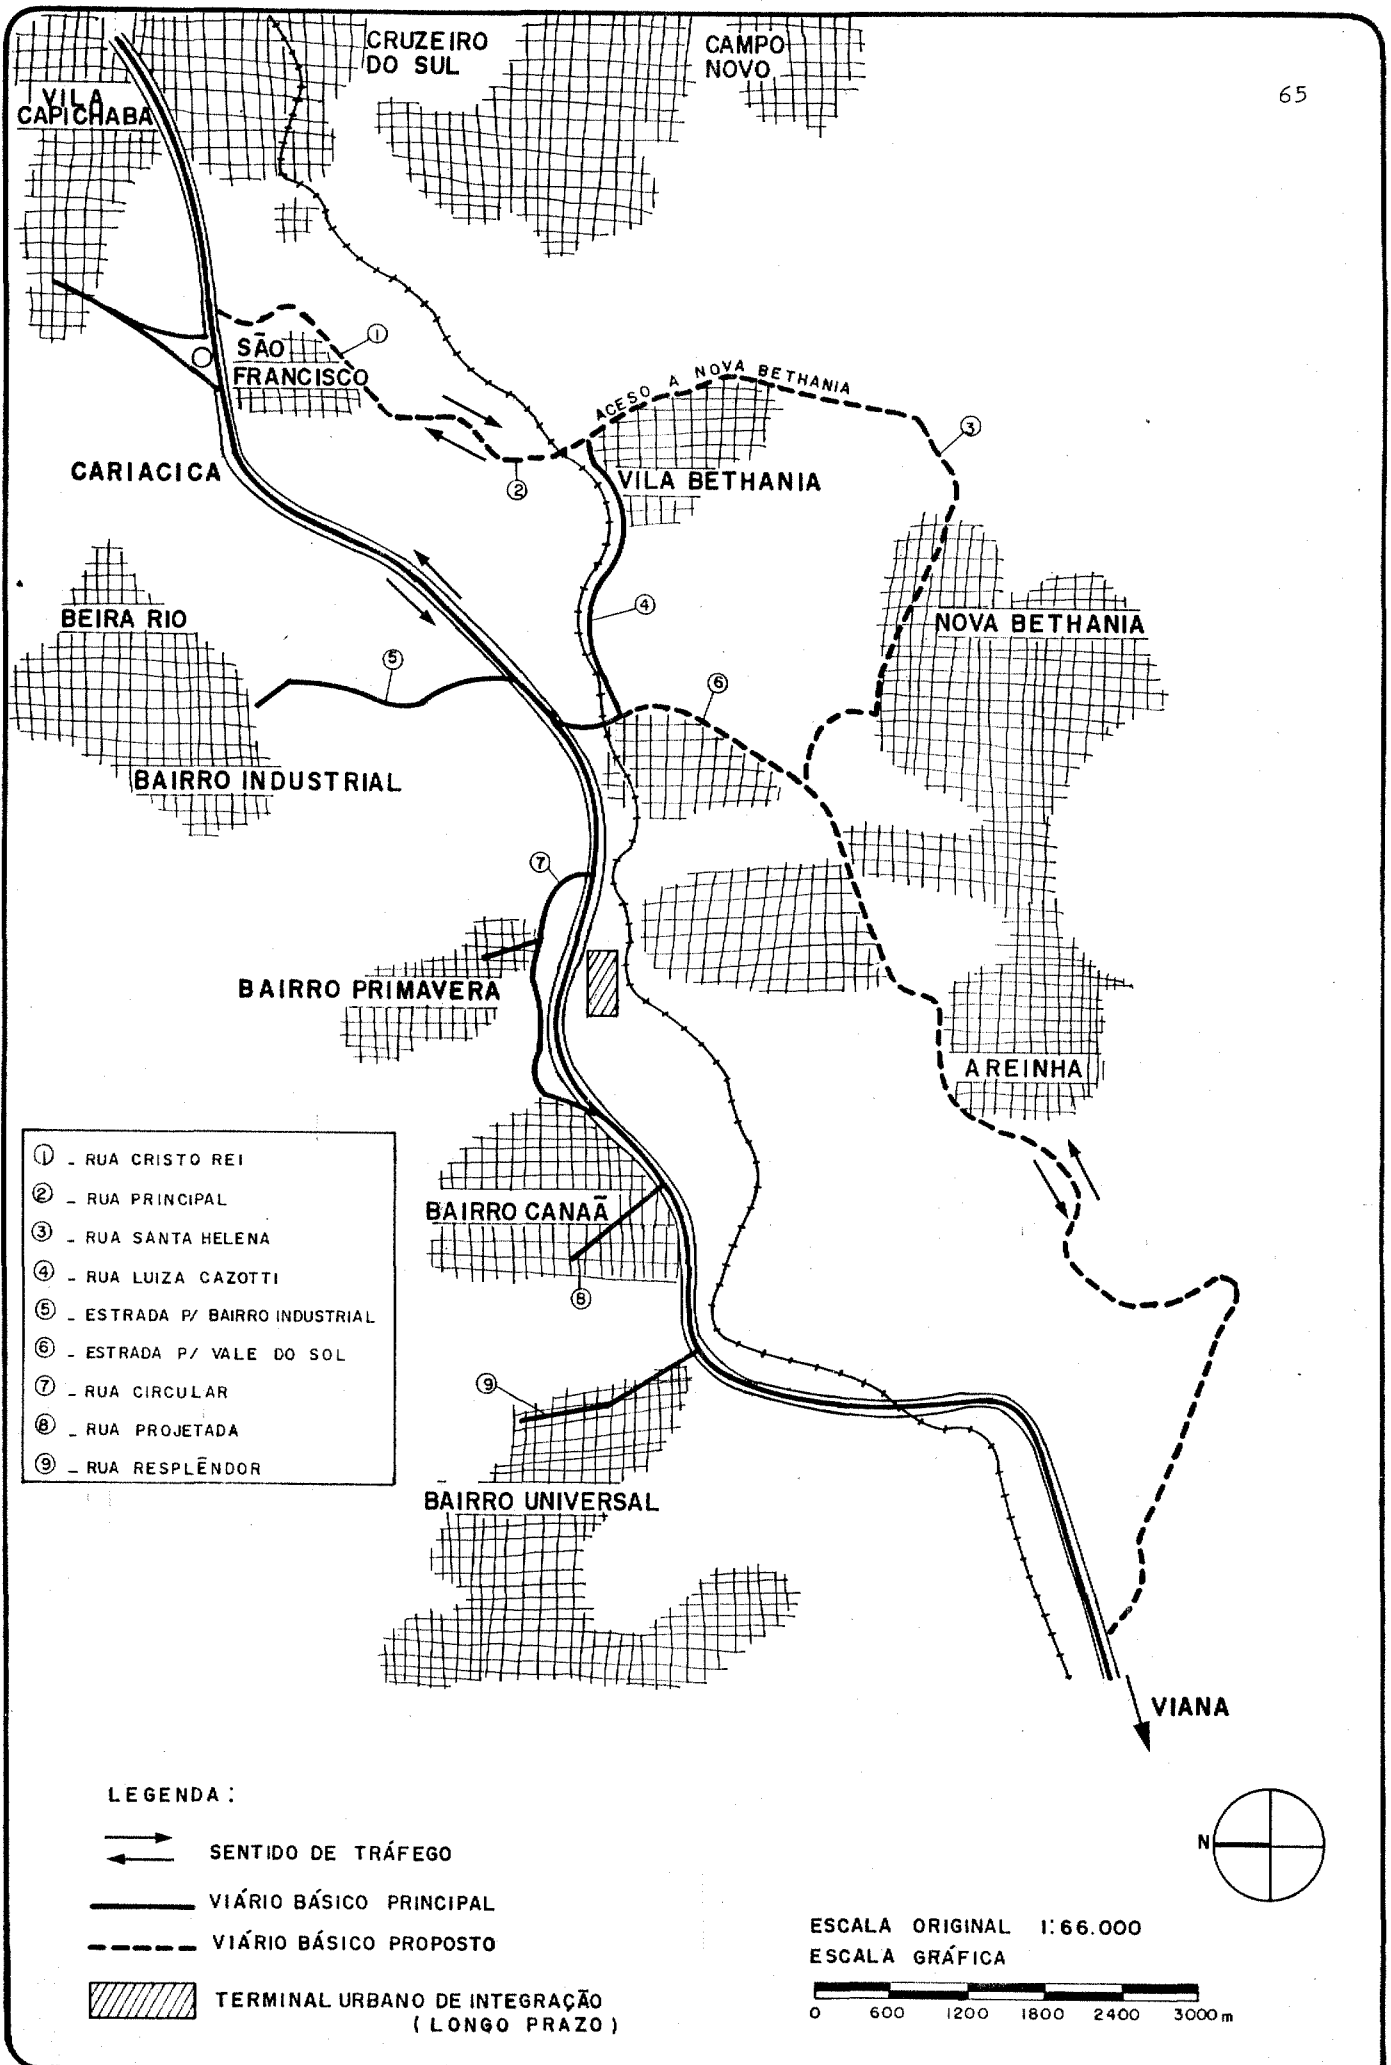 CRUZEIRO
DO SUL
CAMPO
NOVO
65
VILA
CAPICHABA
SÃO
FRANCISCO
1
ACESO A NOVA BETHANIA
3
CARIACICA
2
VILA BETHANIA
4
BEIRA RIO
NOVA BETHANIA
5
6
BAIRRO INDUSTRIAL
7
BAIRRO PRIMAVERA
AREINHA
1 - RUA CRISTO REI
2 - RUA PRINCIPAL
3 - RUA SANTA HELENA
4 - RUA LUIZA CAZOTTI
5 - ESTRADA P/ BAIRRO INDUSTRIAL
6 - ESTRADA P/ VALE DO SOL
7 - RUA CIRCULAR
8 - RUA PROJETADA
9 - RUA RESPLẼNDOR
BAIRRO CANAÃ
8
9
BAIRRO UNIVERSAL
VIANA
LEGENDA:
SENTIDO DE TRÁFEGO
VIÁRIO BÁSICO PRINCIPAL
VIÁRIO BÁSICO PROPOSTO
TERMINAL URBANO DE INTEGRAÇÃO
(LONGO PRAZO)
N
ESCALA ORIGINAL 1:66.000
ESCALA GRÁFICA
0 600 1200 1800 2400 3000m